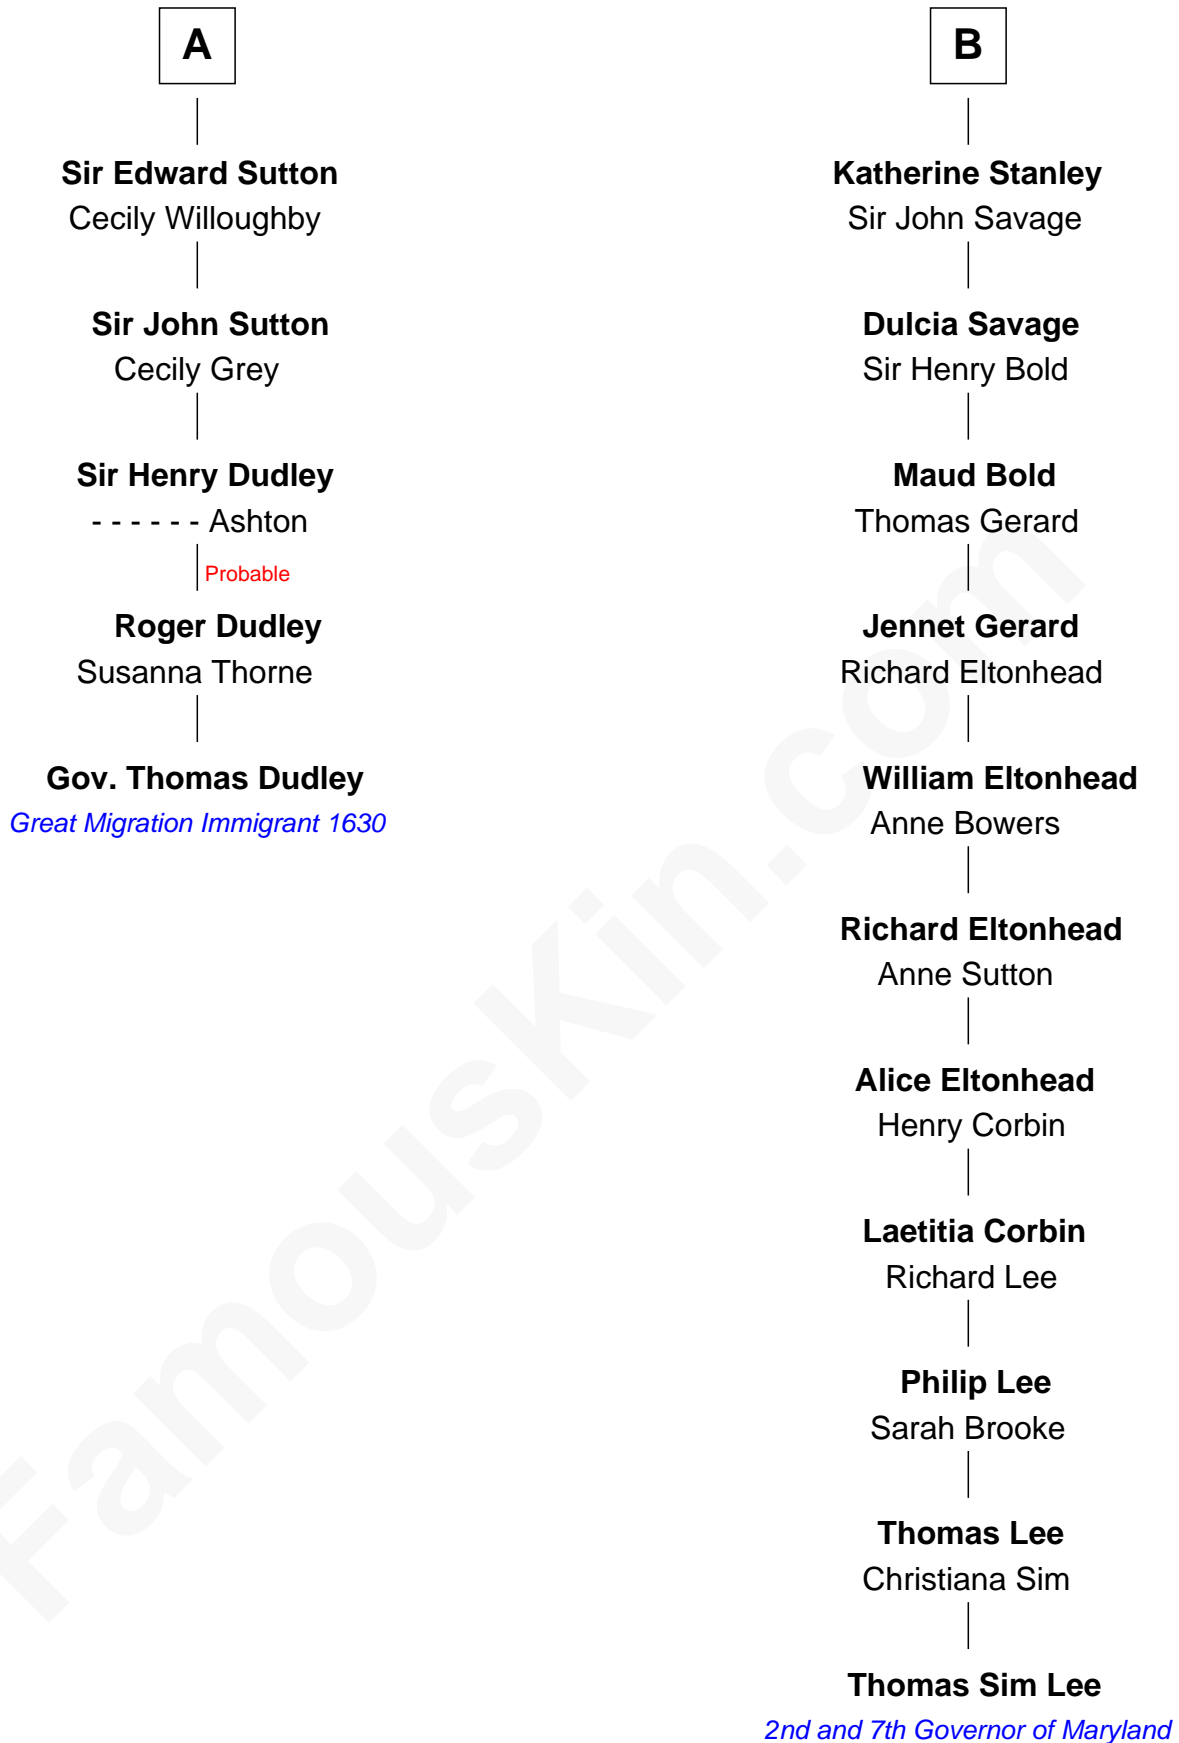 A
Sir Edward Sutton
Cecily Willoughby
Sir John Sutton
Cecily Grey
Sir Henry Dudley
- - - - - - Ashton
Probable
Roger Dudley
Susanna Thorne
Gov. Thomas Dudley
Great Migration Immigrant 1630
B
Katherine Stanley
Sir John Savage
Dulcia Savage
Sir Henry Bold
Maud Bold
Thomas Gerard
Jennet Gerard
Richard Eltonhead
William Eltonhead
Anne Bowers
Richard Eltonhead
Anne Sutton
Alice Eltonhead
Henry Corbin
Laetitia Corbin
Richard Lee
Philip Lee
Sarah Brooke
Thomas Lee
Christiana Sim
Thomas Sim Lee
2nd and 7th Governor of Maryland
FamousKin.com